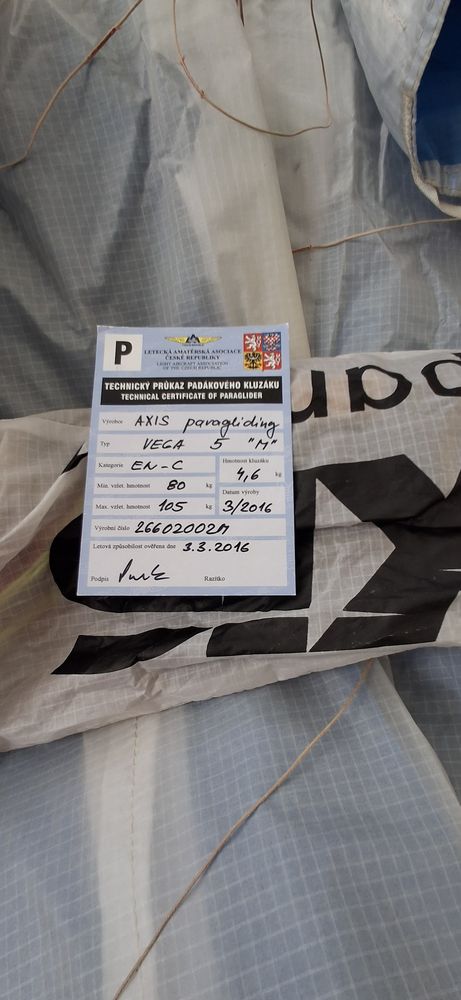 P
LETECKÁ AMATÉRSKÁ ASOCIACE
ČESKÉ REPUBLIKY
LIGHT AIRCRAFT ASSOCIATION
OF THE CZECH REPUBLIC
TECHNICKÝ PRŮKAZ PADÁKOVÉHO KLUZÁKU
TECHNICAL CERTIFICATE OF PARAGLIDER
Výrobce AXIS paragliding
Typ VEGA 5 "M"
Kategorie EN-C
Hmotnost kluzáku 4,6 kg
Min. vzlet. hmotnost 80 kg
Max. vzlet. hmotnost 105 kg
Datum výroby 3/2016
Výrobní číslo 26602002M
Letová způsobilost ověřena dne 3.3.2016
Podpis
Razítko